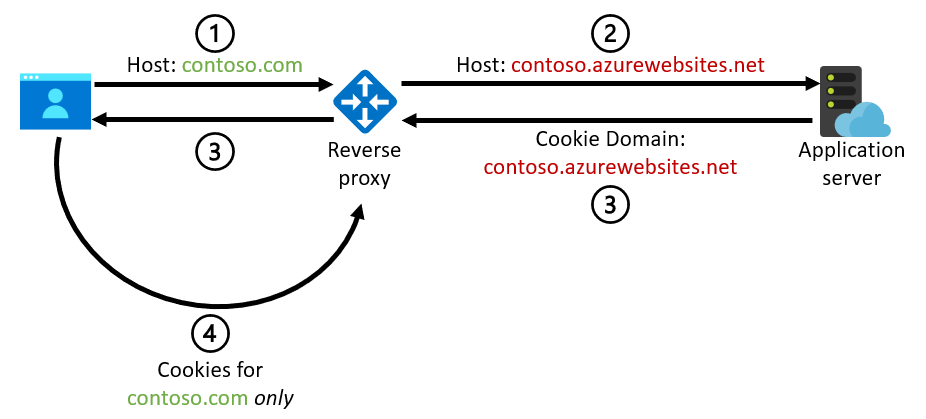 1
2
Host: contoso.com
Host: contoso.azurewebsites.net
3
Reverse
proxy
Cookie Domain:
contoso.azurewebsites.net
3
Application
server
4
Cookies for
contoso.com only